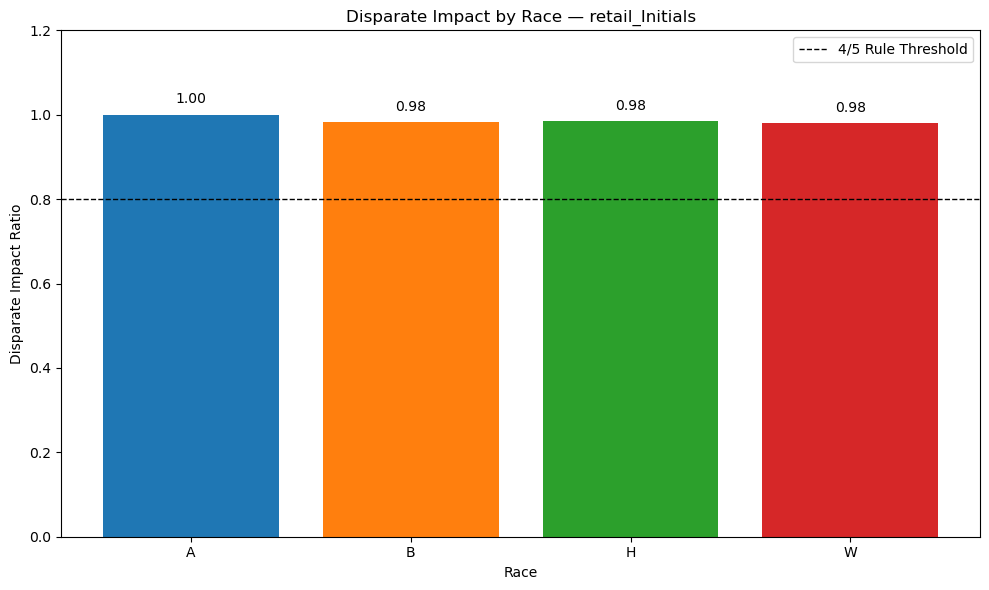 Disparate Impact by Race — retail_Initials
4/5 Rule Threshold
1.00
0.98
0.98
0.98
Disparate Impact Ratio
1.2
1.0
0.8
0.6
0.4
0.2
0.0
A
B
H
W
Race